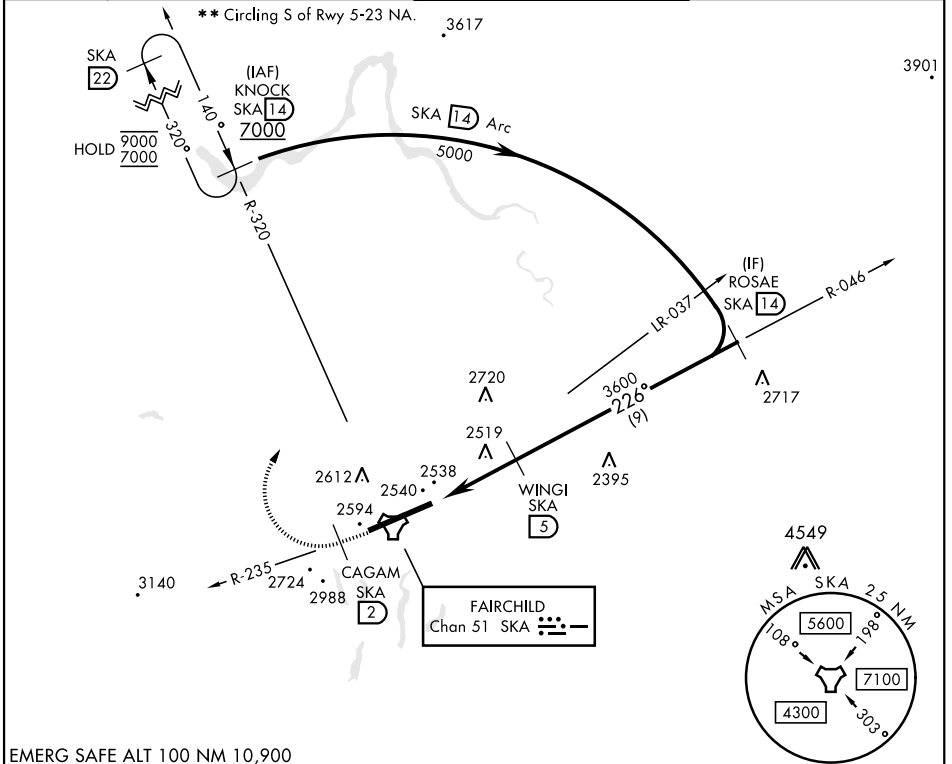 ** Circling S of Rwy 5-23 NA.
3617
3901
SKA
22
(IAF)
KNOCK
SKA 14
7000
140°
320°
HOLD 9000
7000
SKA 14 Arc
5000
R-320
(IF)
ROSAE
SKA 14
LR-037
R-046
3600
226°
(9)
2720
2717
2519
2395
2612
2538
2540
2594
WINGI
SKA
5
R-235
2724
2988
CAGAM
SKA
2
3140
FAIRCHILD
Chan 51 SKA
4549
MSA SKA 25 NM
5600
108°
198°
7100
4300
303°
EMERG SAFE ALT 100 NM 10,900